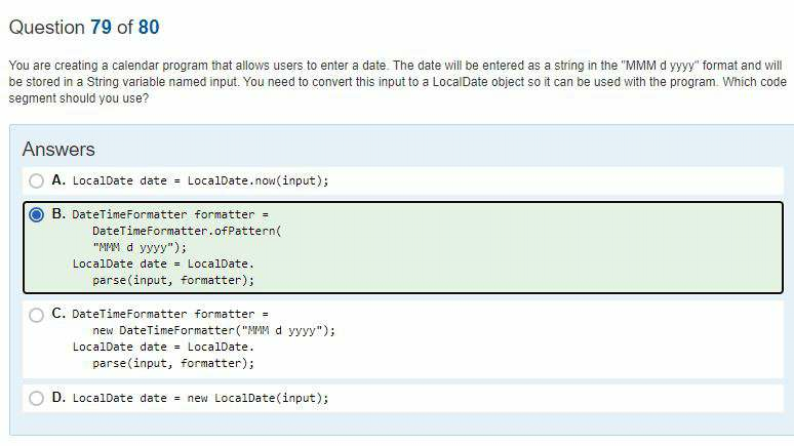 Question 79 of 80
You are creating a calendar program that allows users to enter a date. The date will be entered as a string in the "MMM d yyyy" format and will
be stored in a String variable named input. You need to convert this input to a LocalDate object so it can be used with the program. Which code
segment should you use?
Answers
A. LocalDate date = LocalDate.now(input);
B. DateTimeFormatter formatter =
DateTimeFormatter.ofPattern(
"MMM d yyyy");
LocalDate date = LocalDate.
parse(input, formatter);
C. DateTimeFormatter formatter =
new DateTimeFormatter("MMM d yyyy");
LocalDate date = LocalDate.
parse(input, formatter);
D. LocalDate date = new LocalDate(input);